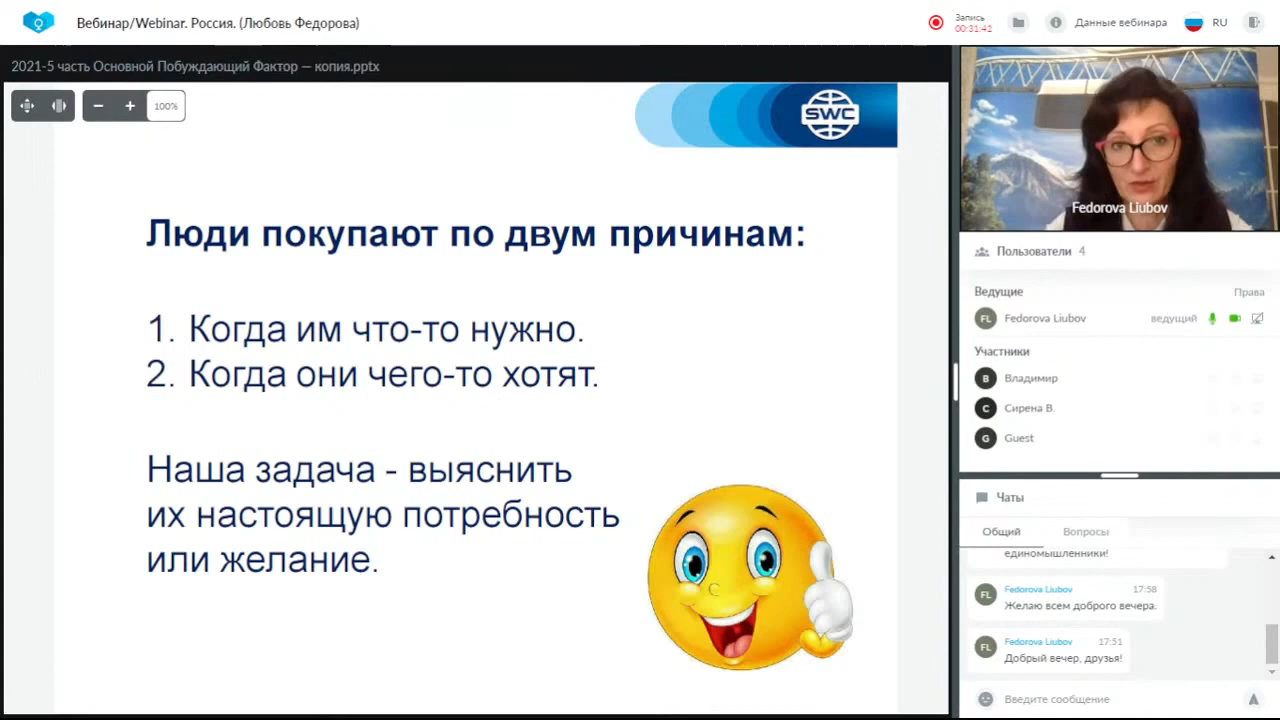 Вебинар/Webinar. Россия. (Любовь Федорова)
Запись
00:31:42
Данные вебинара
RU
2021-5 часть Основной Побуждающий Фактор — копия.pptx
100%
SWC
Люди покупают по двум причинам:
1. Когда им что-то нужно.
2. Когда они чего-то хотят.
Наша задача - выяснить
их настоящую потребность
или желание.
Fedorova Liubov
Пользователи 4
Ведущие Права
FL Fedorova Liubov ведущий
Участники
В Владимир
С Сирена В.
G Guest
Чаты
Общий Вопросы
единомышленники!
FL Fedorova Liubov 17:58
Желаю всем доброго вечера.
FL Fedorova Liubov 17:51
Добрый вечер, друзья!
Введите сообщение